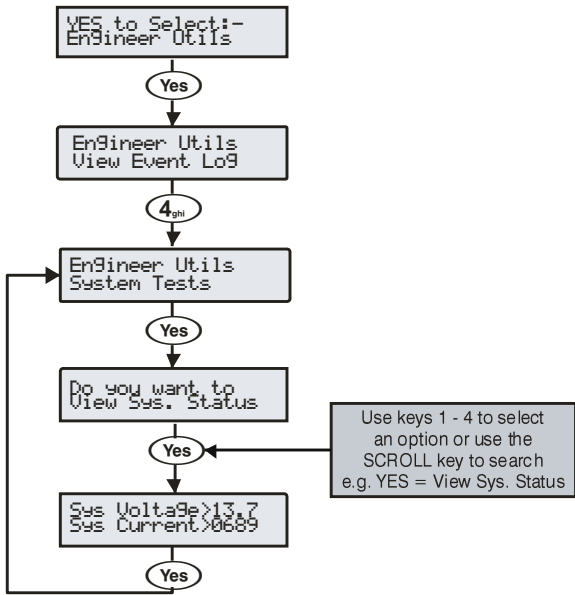 YES to Select:-
Engineer Utils
Yes
Engineer Utils
View Event Log
4ghi
Engineer Utils
System Tests
Yes
Do you want to
View Sys. Status
Yes
Use keys 1 - 4 to select
an option or use the
SCROLL key to search
e.g. YES = View Sys. Status
Sys Voltage>13.7
Sys Current>0689
Yes